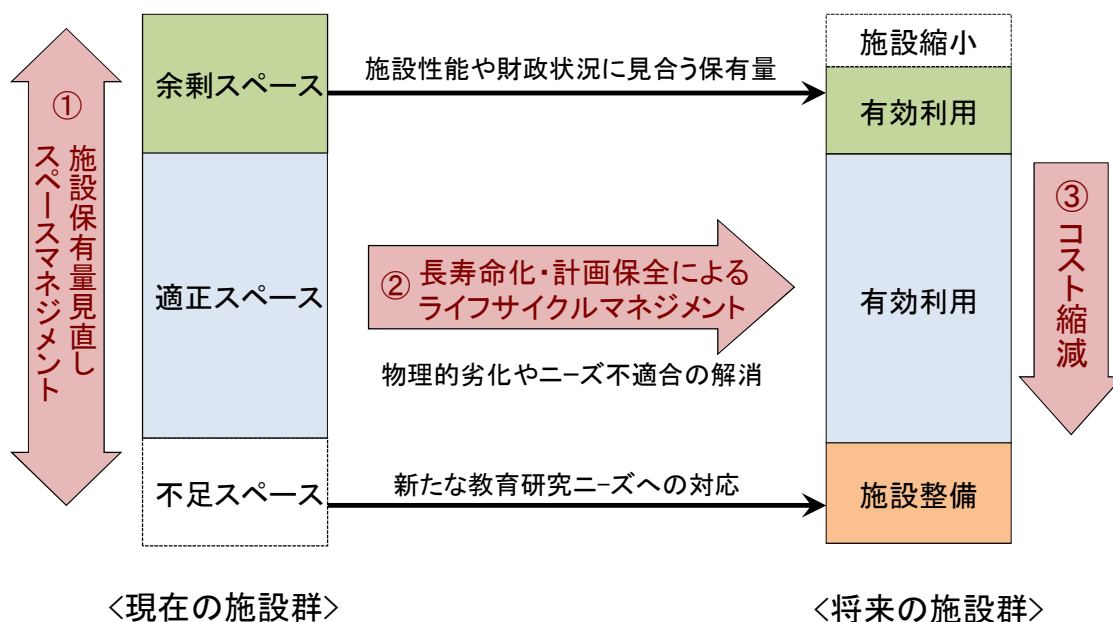 余剰スペース
適正スペース
不足スペース
<現在の施設群>
①
施設保有量見直し
スペースマネジメント
施設性能や財政状況に見合う保有量
② 長寿命化・計画保全による
ライフサイクルマネジメント
物理的劣化やニーズ不適合の解消
新たな教育研究ニーズへの対応
施設縮小
有効利用
有効利用
施設整備
<将来の施設群>
③
コスト縮減